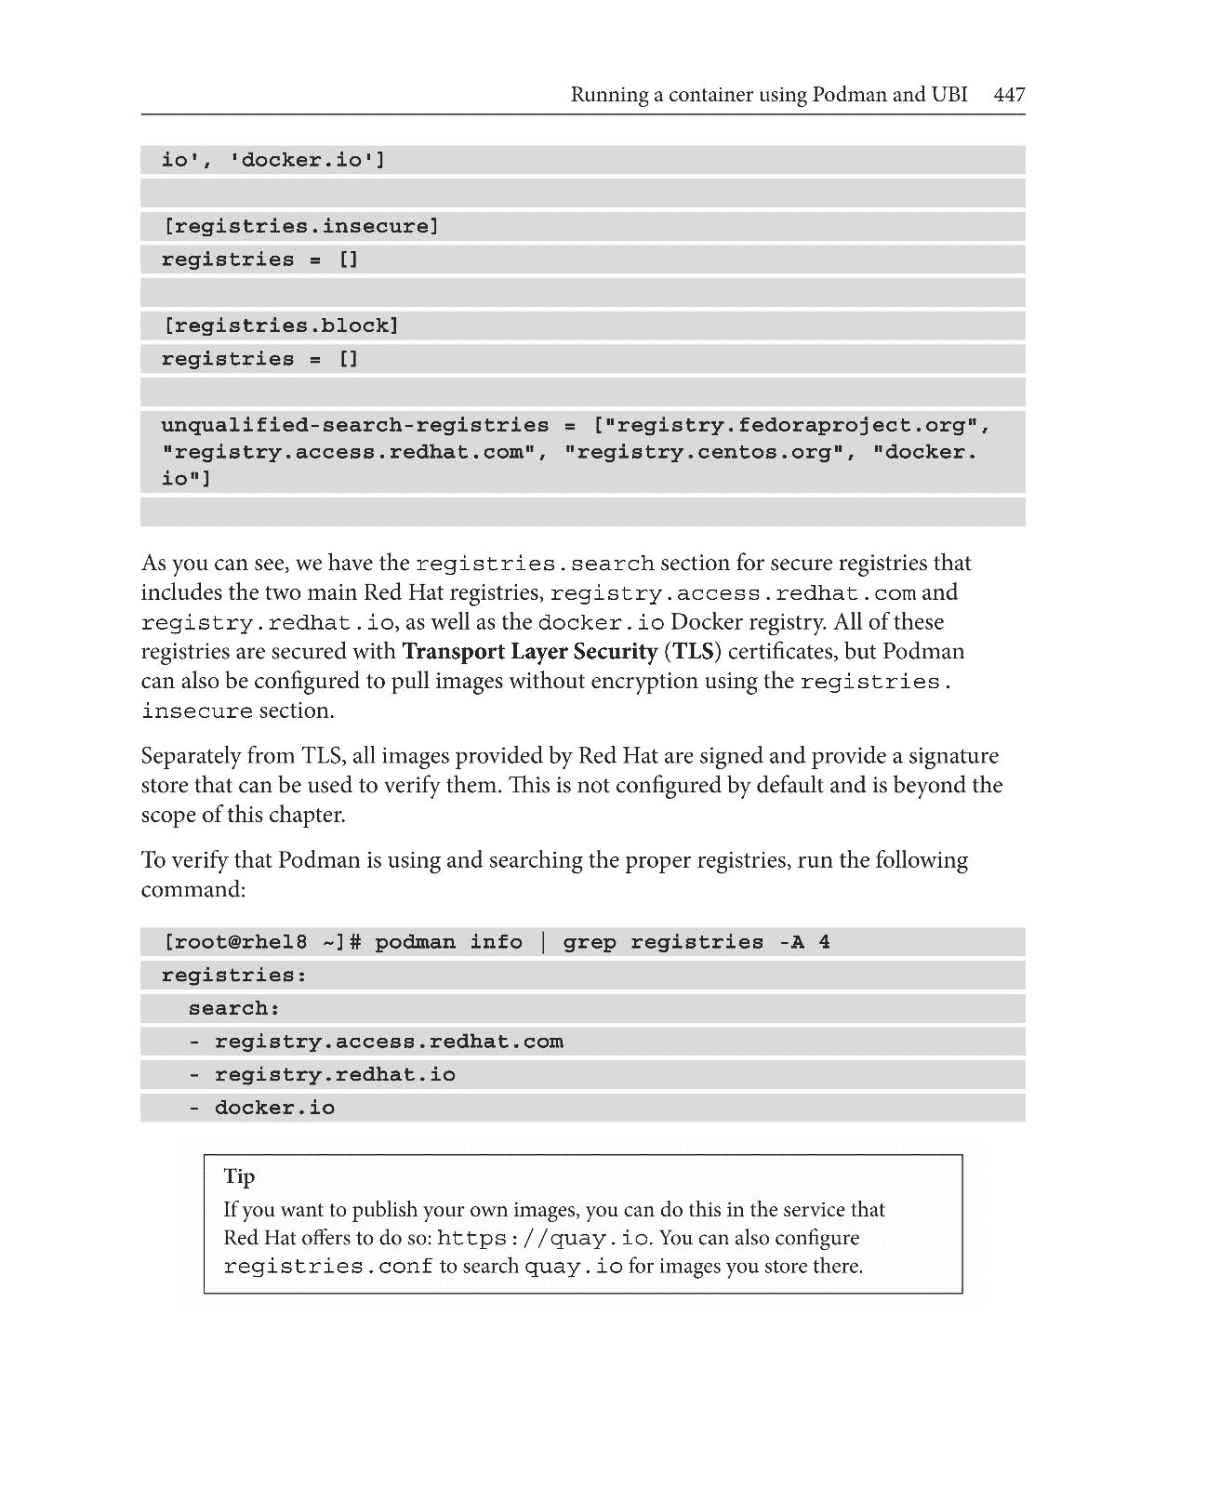 Running a container using Podman and UBI 447
io', 'docker.io']
[registries.insecure]
registries = []
[registries.block]
registries = []
unqualified-search-registries = ["registry.fedoraproject.org",
"registry.access.redhat.com", "registry.centos.org", "docker.
io"]
As you can see, we have the registries.search section for secure registries that
includes the two main Red Hat registries, registry.access.redhat.com and
registry.redhat.io, as well as the docker.io Docker registry. All of these
registries are secured with Transport Layer Security (TLS) certificates, but Podman
can also be configured to pull images without encryption using the registries.
insecure section.
Separately from TLS, all images provided by Red Hat are signed and provide a signature
store that can be used to verify them. This is not configured by default and is beyond the
scope of this chapter.
To verify that Podman is using and searching the proper registries, run the following
command:
[root@rhel8 ~]# podman info | grep registries -A 4
registries:
search:
- registry.access.redhat.com
- registry.redhat.io
- docker.io
Tip
If you want to publish your own images, you can do this in the service that
Red Hat offers to do so: https://quay.io. You can also configure
registries.conf to search quay.io for images you store there.